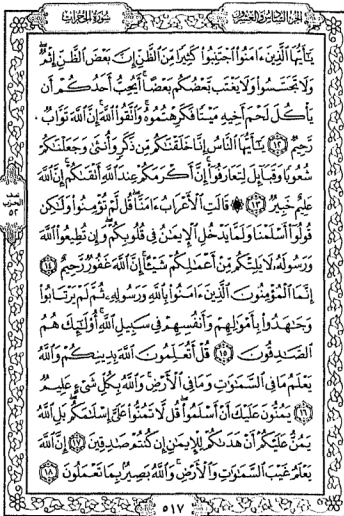 الجزء السادس والعشرون
سورة الحجرات
يَـٰٓأَيُّهَا ٱلَّذِينَ ءَامَنُوا۟ ٱجْتَنِبُوا۟ كَثِيرًا مِّنَ ٱلظَّنِّ إِنَّ بَعْضَ ٱلظَّنِّ إِثْمٌ ۖ
وَلَا تَجَسَّسُوا۟ وَلَا يَغْتَب بَّعْضُكُم بَعْضًا ۚ أَيُحِبُّ أَحَدُكُمْ أَن
يَأْكُلَ لَحْمَ أَخِيهِ مَيْتًا فَكَرِهْتُمُوهُ ۚ وَٱتَّقُوا۟ ٱللَّهَ ۚ إِنَّ ٱللَّهَ تَوَّابٌ
رَّحِيمٌ ١٢ يَـٰٓأَيُّهَا ٱلنَّاسُ إِنَّا خَلَقْنَـٰكُم مِّن ذَكَرٍ وَأُنثَىٰ وَجَعَلْنَـٰكُمْ
شُعُوبًا وَقَبَآئِلَ لِتَعَارَفُوٓا۟ ۚ إِنَّ أَكْرَمَكُمْ عِندَ ٱللَّهِ أَتْقَىٰكُمْ ۚ إِنَّ ٱللَّهَ
عَلِيمٌ خَبِيرٌ ١٣ ۞ قَالَتِ ٱلْأَعْرَابُ ءَامَنَّا ۖ قُل لَّمْ تُؤْمِنُوا۟ وَلَـٰكِن
قُولُوٓا۟ أَسْلَمْنَا وَلَمَّا يَدْخُلِ ٱلْإِيمَـٰنُ فِى قُلُوبِكُمْ ۖ وَإِن تُطِيعُوا۟ ٱللَّهَ
وَرَسُولَهُۥ لَا يَلِتْكُم مِّنْ أَعْمَـٰلِكُمْ شَيْـًٔا ۚ إِنَّ ٱللَّهَ غَفُورٌ رَّحِيمٌ ١٤
إِنَّمَا ٱلْمُؤْمِنُونَ ٱلَّذِينَ ءَامَنُوا۟ بِٱللَّهِ وَرَسُولِهِۦ ثُمَّ لَمْ يَرْتَابُوا۟
وَجَـٰهَدُوا۟ بِأَمْوَٰلِهِمْ وَأَنفُسِهِمْ فِى سَبِيلِ ٱللَّهِ ۚ أُو۟لَـٰٓئِكَ هُمُ
ٱلصَّـٰدِقُونَ ١٥ قُلْ أَتُعَلِّمُونَ ٱللَّهَ بِدِينِكُمْ وَٱللَّهُ
يَعْلَمُ مَا فِى ٱلسَّمَـٰوَٰتِ وَمَا فِى ٱلْأَرْضِ ۚ وَٱللَّهُ بِكُلِّ شَىْءٍ عَلِيمٌ
١٦ يَمُنُّونَ عَلَيْكَ أَنْ أَسْلَمُوا۟ ۖ قُل لَّا تَمُنُّوا۟ عَلَىَّ إِسْلَـٰمَكُم ۖ بَلِ ٱللَّهُ
يَمُنُّ عَلَيْكُمْ أَنْ هَدَىٰكُمْ لِلْإِيمَـٰنِ إِن كُنتُمْ صَـٰدِقِينَ ١٧ إِنَّ ٱللَّهَ
يَعْلَمُ غَيْبَ ٱلسَّمَـٰوَٰتِ وَٱلْأَرْضِ ۚ وَٱللَّهُ بَصِيرٌۢ بِمَا تَعْمَلُونَ ١٨
نصف
الحزب
٥٢
٥١٧